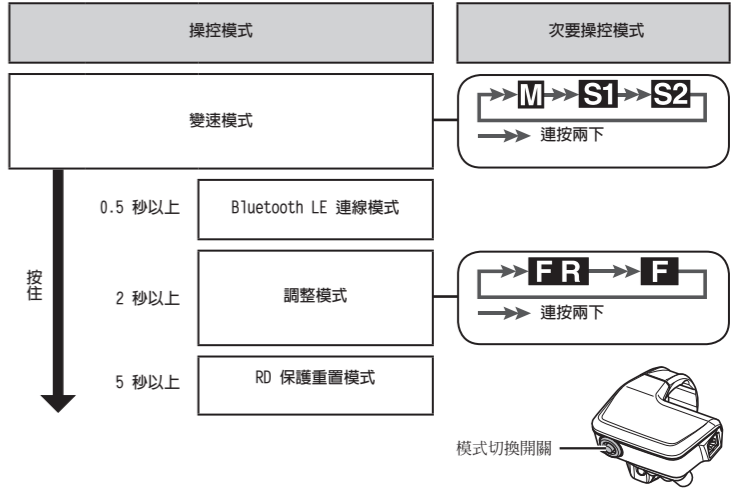 操控模式
次要操控模式
變速模式
M S1 S2
連按兩下
按住
0.5 秒以上
Bluetooth LE 連線模式
2 秒以上
調整模式
F R F
連按兩下
5 秒以上
RD 保護重置模式
模式切換開關